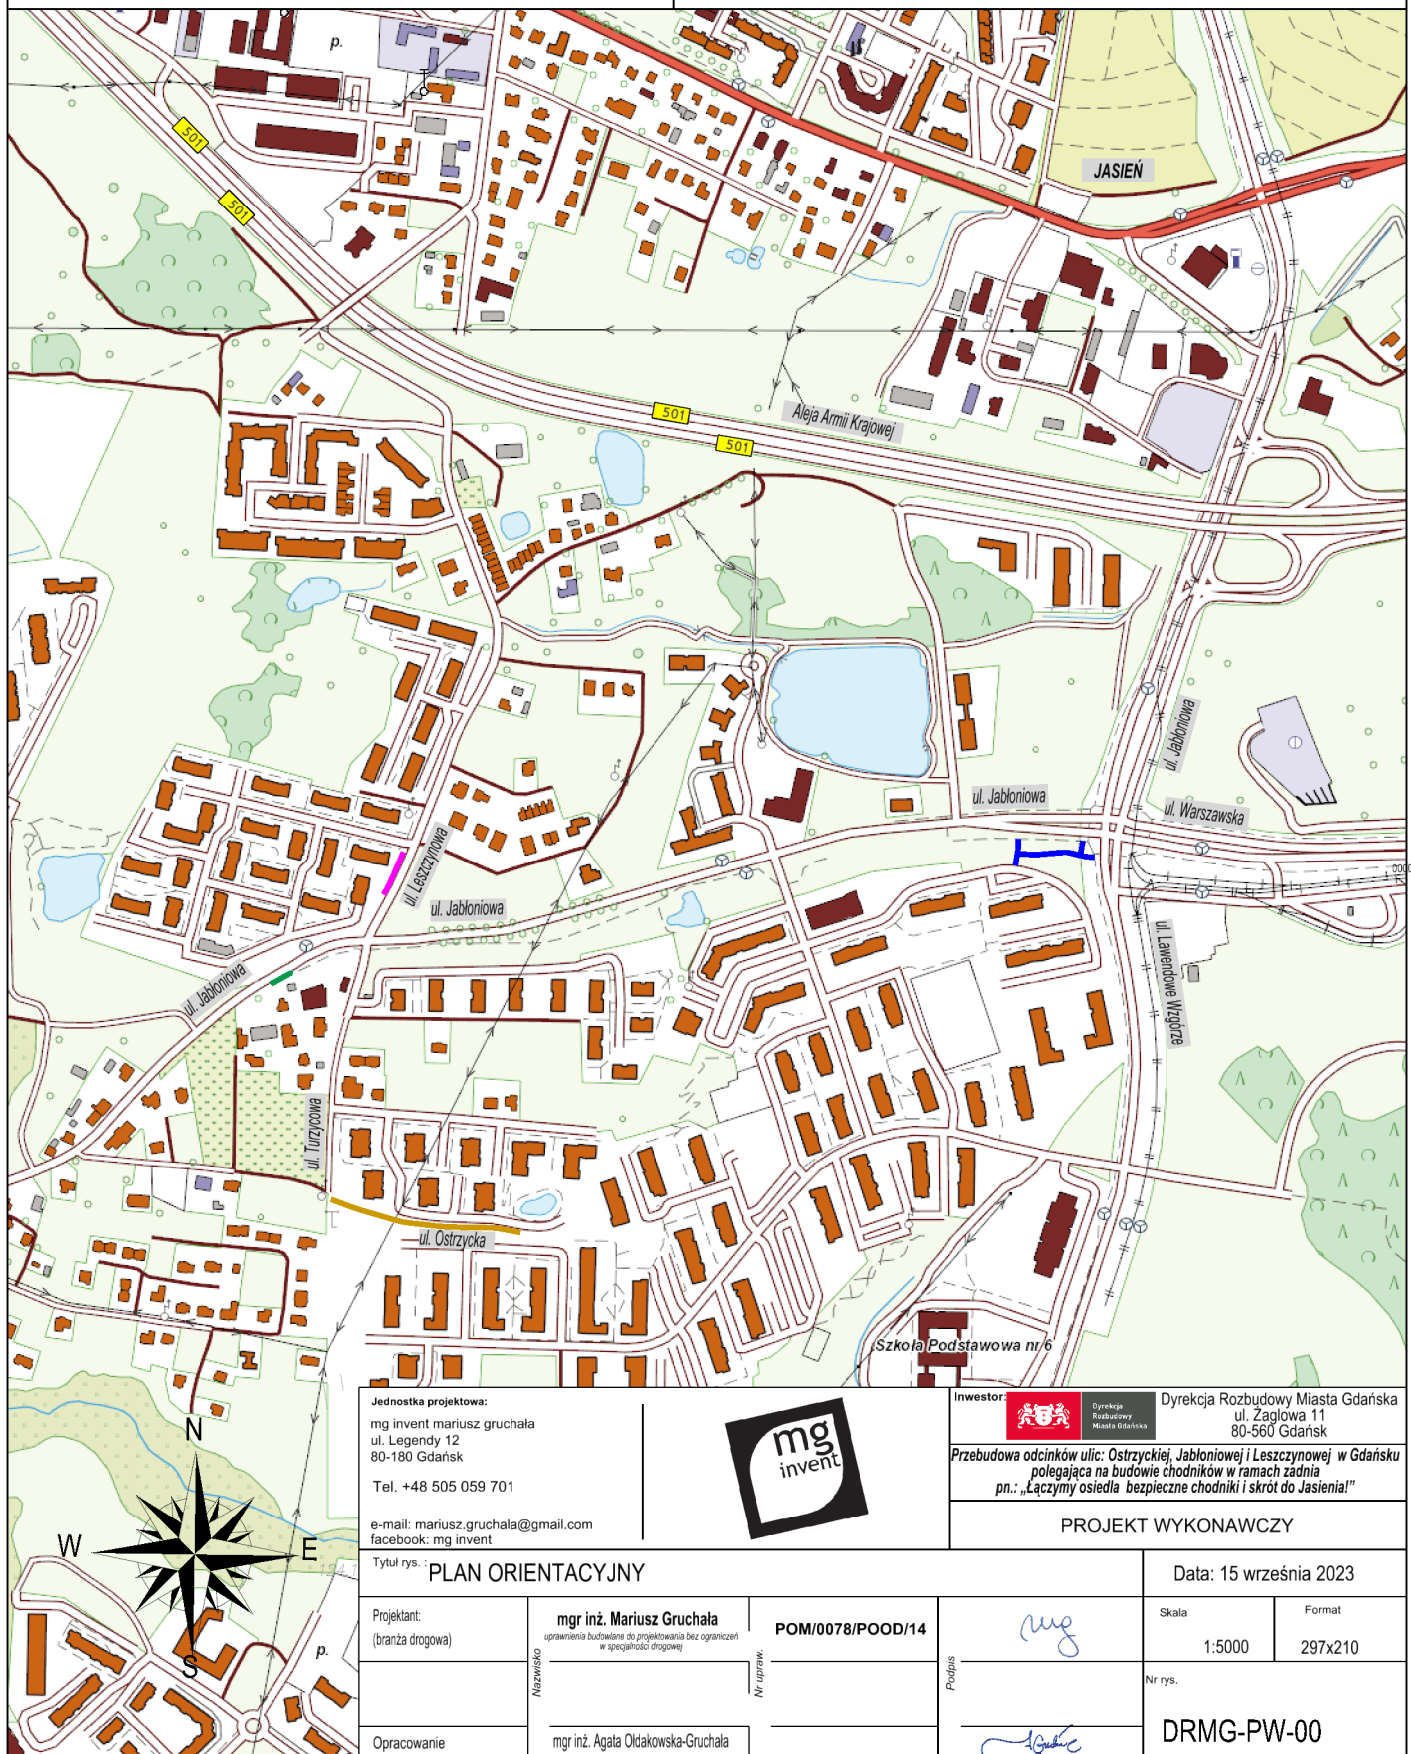 p.
501
501
JASIEŃ
501
501
Aleja Armii Krajowej
ul. Jabłoniowa
ul. Jabłoniowa
ul. Warszawska
ul. Leszczynowa
ul. Jabłoniowa
ul. Jabłoniowa
ul. Lawendowe Wzgórze
ul. Turzycowa
ul. Ostrzycka
Szkoła Podstawowa nr 6
N
W
E
S
p.
Jednostka projektowa:
mg invent mariusz gruchała
ul. Legendy 12
80-180 Gdańsk
Tel. +48 505 059 701
e-mail: mariusz.gruchala@gmail.com
facebook: mg invent
mg
invent
Inwestor:
Dyrekcja
Rozbudowy
Miasta Gdańska
Dyrekcja Rozbudowy Miasta Gdańska
ul. Żaglowa 11
80-560 Gdańsk
Przebudowa odcinków ulic: Ostrzyckiej, Jabłoniowej i Leszczynowej w Gdańsku
polegająca na budowie chodników w ramach zadnia
pn.: „Łączymy osiedla bezpieczne chodniki i skrót do Jasienia!"
PROJEKT WYKONAWCZY
Tytuł rys. : PLAN ORIENTACYJNY
Data: 15 września 2023
Projektant:
(branża drogowa)
Nazwisko
mgr inż. Mariusz Gruchała
uprawnienia budowlane do projektowania bez ograniczeń
w specjalności drogowej
Nr upraw.
POM/0078/POOD/14
Podpis
mg
Skala
1:5000
Format
297x210
Nr rys.
DRMG-PW-00
Opracowanie
mgr inż. Agata Ołdakowska-Gruchała